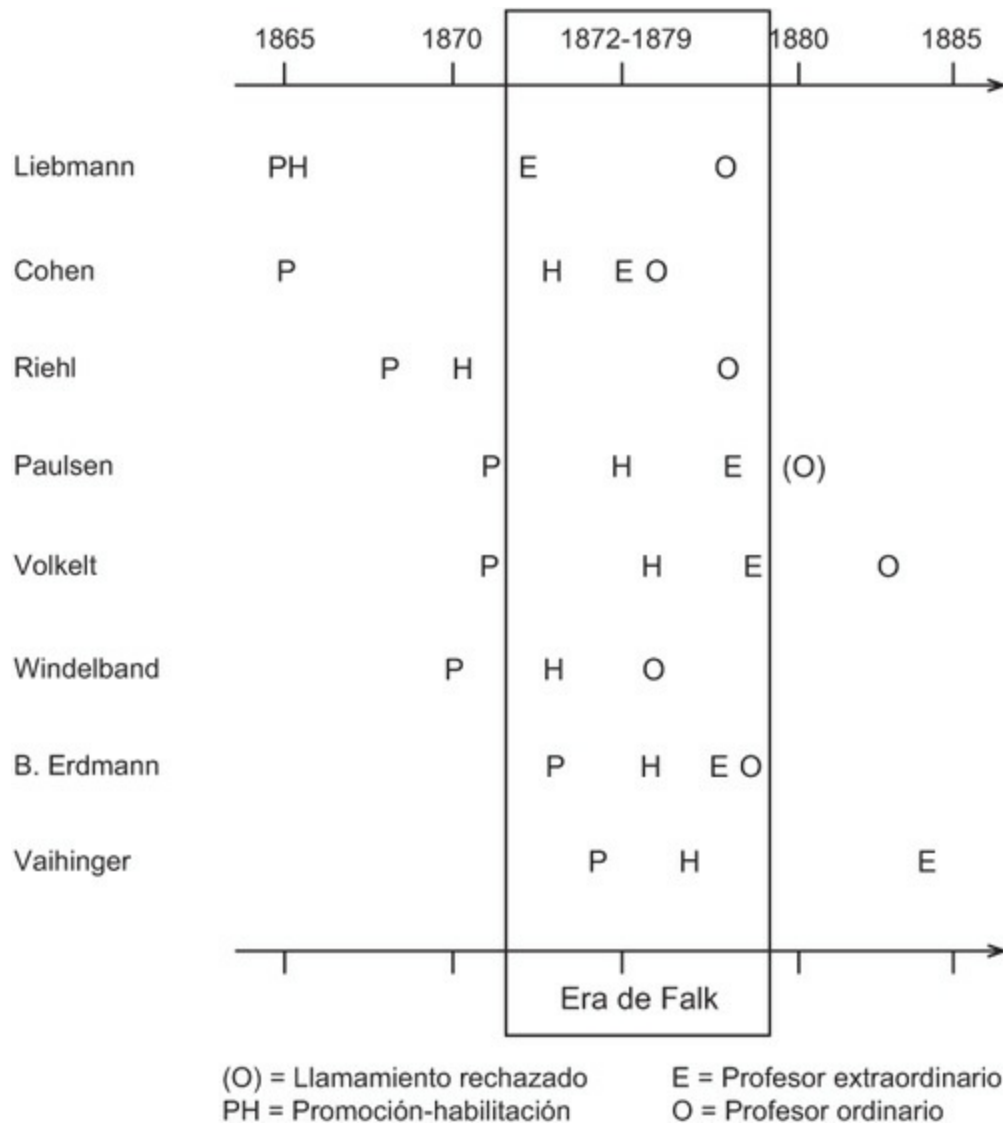 1865 1870 1872-1879 1880 1885
Liebmann PH E O
Cohen P H E O
Riehl P H O
Paulsen P H E (O)
Volkelt P H E O
Windelband P H O
B. Erdmann P H E O
Vaihinger P H E
Era de Falk
(O) = Llamamiento rechazado E = Profesor extraordinario
PH = Promoción-habilitación O = Profesor ordinario